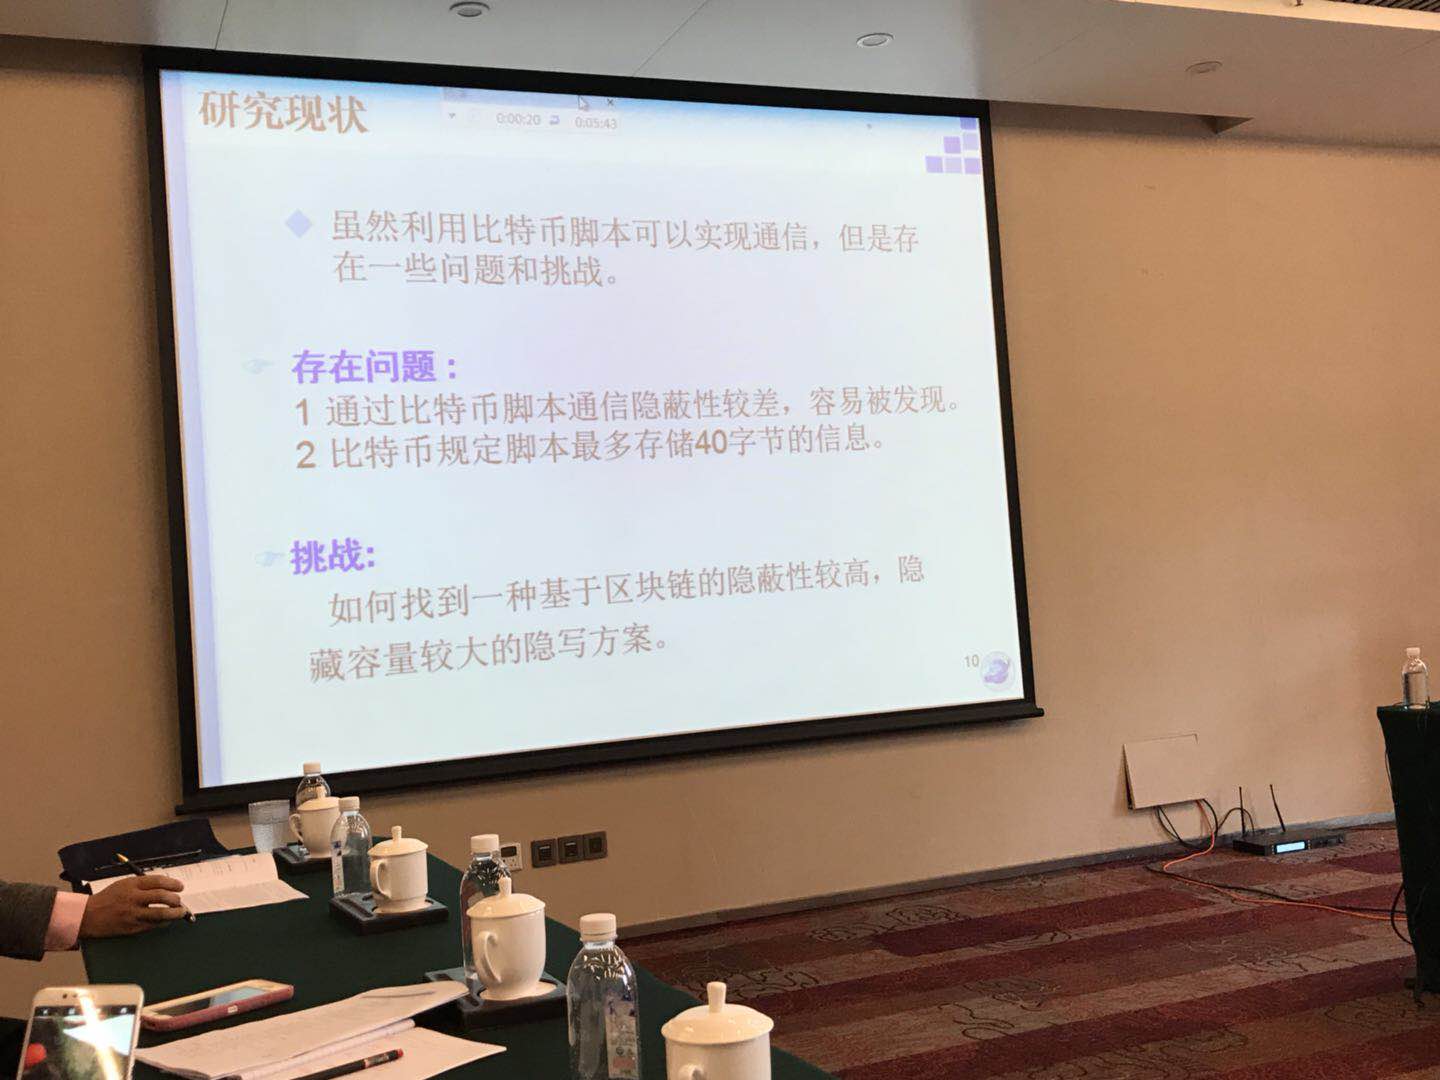 研究现状
0:00:20
0:05:43
虽然利用比特币脚本可以实现通信，但是存
在一些问题和挑战。
存在问题：
1 通过比特币脚本通信隐蔽性较差，容易被发现。
2 比特币规定脚本最多存储40字节的信息。
挑战:
如何找到一种基于区块链的隐蔽性较高，隐
藏容量较大的隐写方案。
10